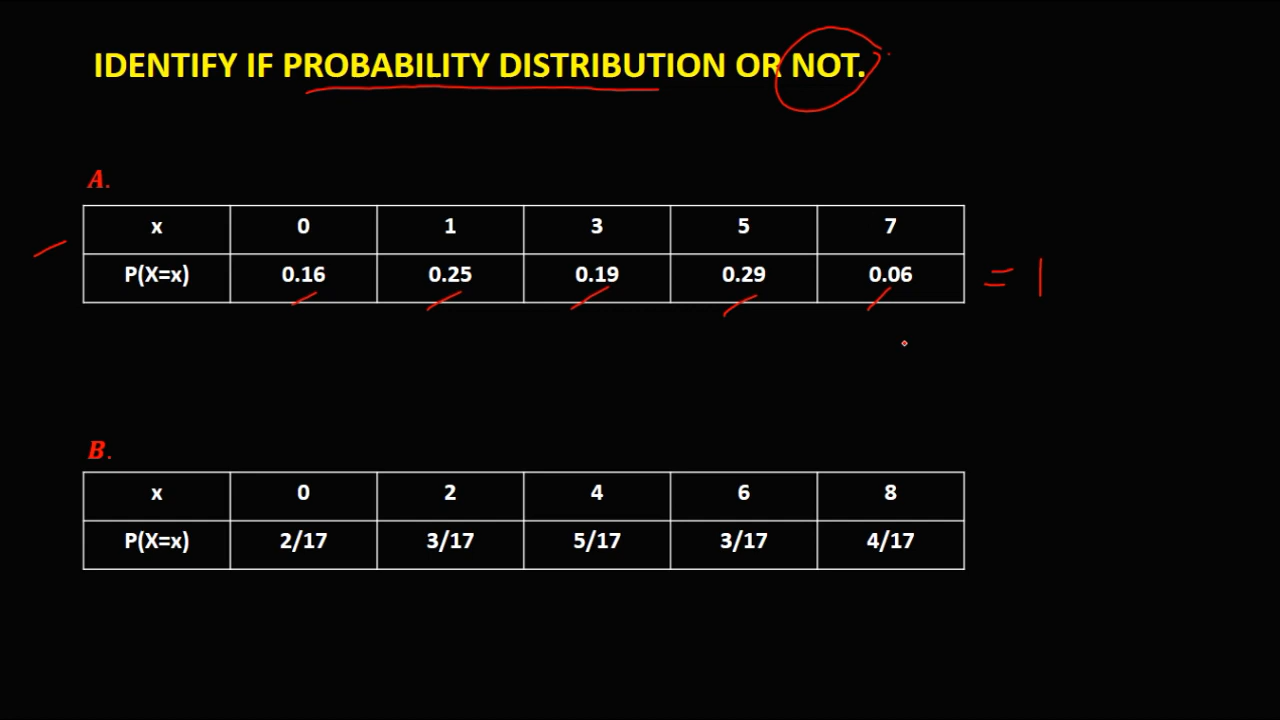 IDENTIFY IF PROBABILITY DISTRIBUTION OR NOT.
A.
x 0 1 3 5 7
P(X=x) 0.16 0.25 0.19 0.29 0.06 = 1
B.
x 0 2 4 6 8
P(X=x) 2/17 3/17 5/17 3/17 4/17